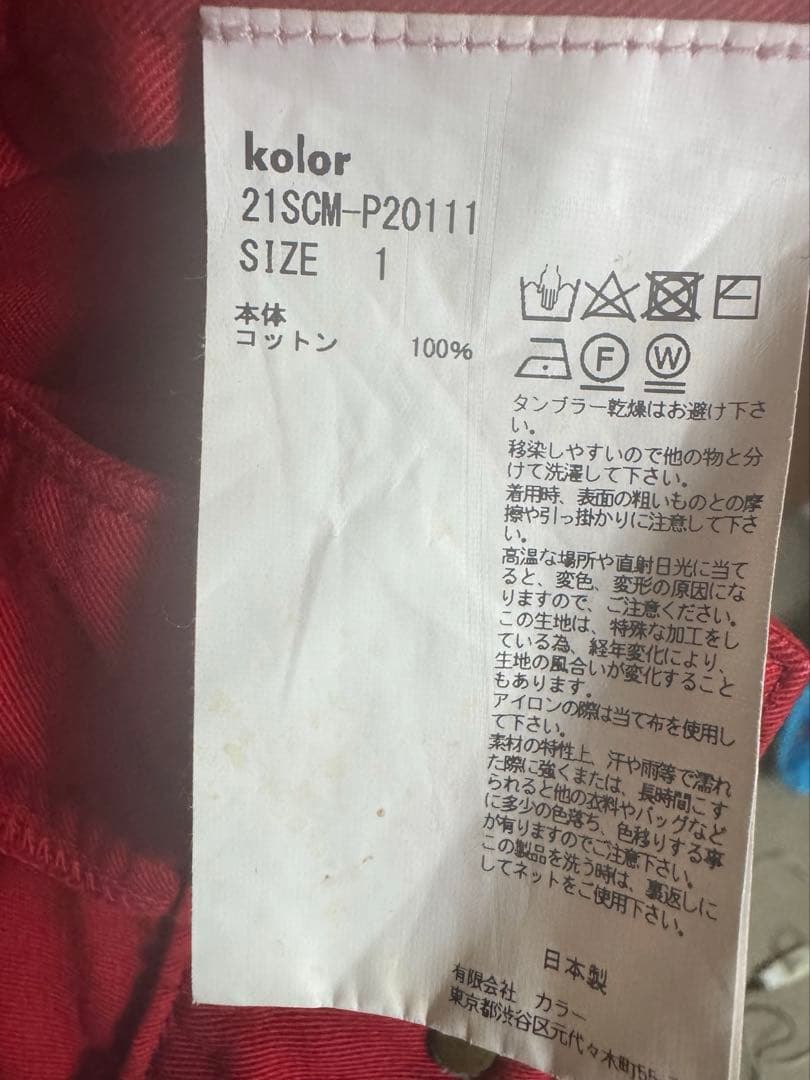 kolor
21SCM-P20111
SIZE 1
本体
コットン 100%
F W
タンブラー乾燥はお避け下さ
い。
移染しやすいので他の物と分
けて洗濯して下さい。
着用時、表面の粗いものとの摩
擦や引っ掛かりに注意して下さ
い。
高温な場所や直射日光に当て
ると、変色、変形の原因にな
りますので、ご注意ください。
この生地は、特殊な加工をし
ている為、経年変化により、
生地の風合いが変化すること
もあります。
アイロンの際は当て布を使用し
て下さい。
素材の特性上、汗や雨等で濡れ
た際に強くまたは、長時間こす
られると他の衣料やバッグなど
に多少の色落ち、色移りする事
が有りますのでご注意下さい。
この製品を洗う時は、裏返しに
してネットをご使用下さい。
日本製
有限会社 カラー
東京都渋谷区元代々木町55